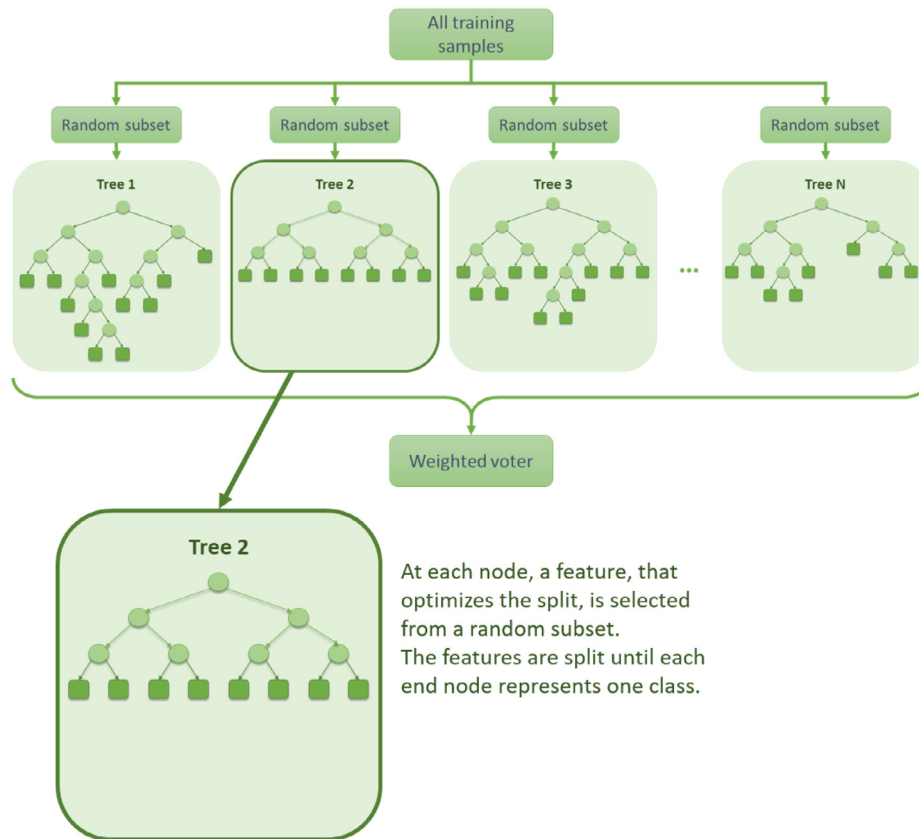 All training
samples
Random subset
Random subset
Random subset
Random subset
Tree 1
Tree 2
Tree 3
Tree N
...
Weighted voter
Tree 2
At each node, a feature, that
optimizes the split, is selected
from a random subset.
The features are split until each
end node represents one class.